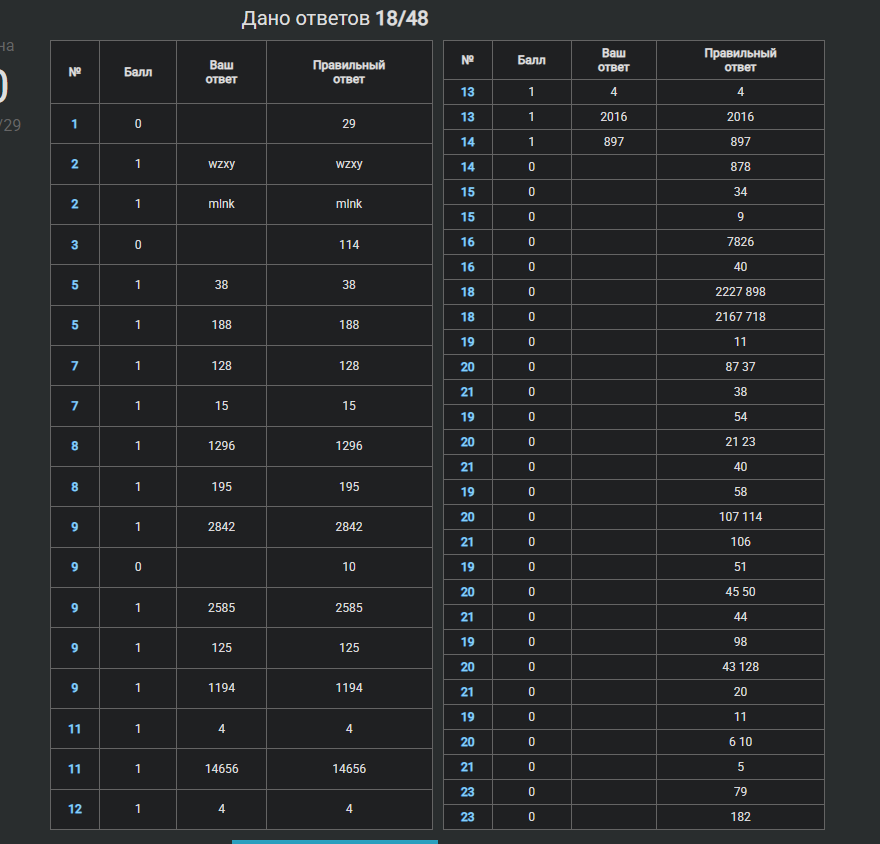 Дано ответов 18/48
на
0
/29
№ Балл Ваш ответ Правильный ответ
1 0 29
2 1 wzxy wzxy
2 1 mlnk mlnk
3 0 114
5 1 38 38
5 1 188 188
7 1 128 128
7 1 15 15
8 1 1296 1296
8 1 195 195
9 1 2842 2842
9 0 10
9 1 2585 2585
9 1 125 125
9 1 1194 1194
11 1 4 4
11 1 14656 14656
12 1 4 4
№ Балл Ваш ответ Правильный ответ
13 1 4 4
13 1 2016 2016
14 1 897 897
14 0 878
15 0 34
15 0 9
16 0 7826
16 0 40
18 0 2227 898
18 0 2167 718
19 0 11
20 0 87 37
21 0 38
19 0 54
20 0 21 23
21 0 40
19 0 58
20 0 107 114
21 0 106
19 0 51
20 0 45 50
21 0 44
19 0 98
20 0 43 128
21 0 20
19 0 11
20 0 6 10
21 0 5
23 0 79
23 0 182